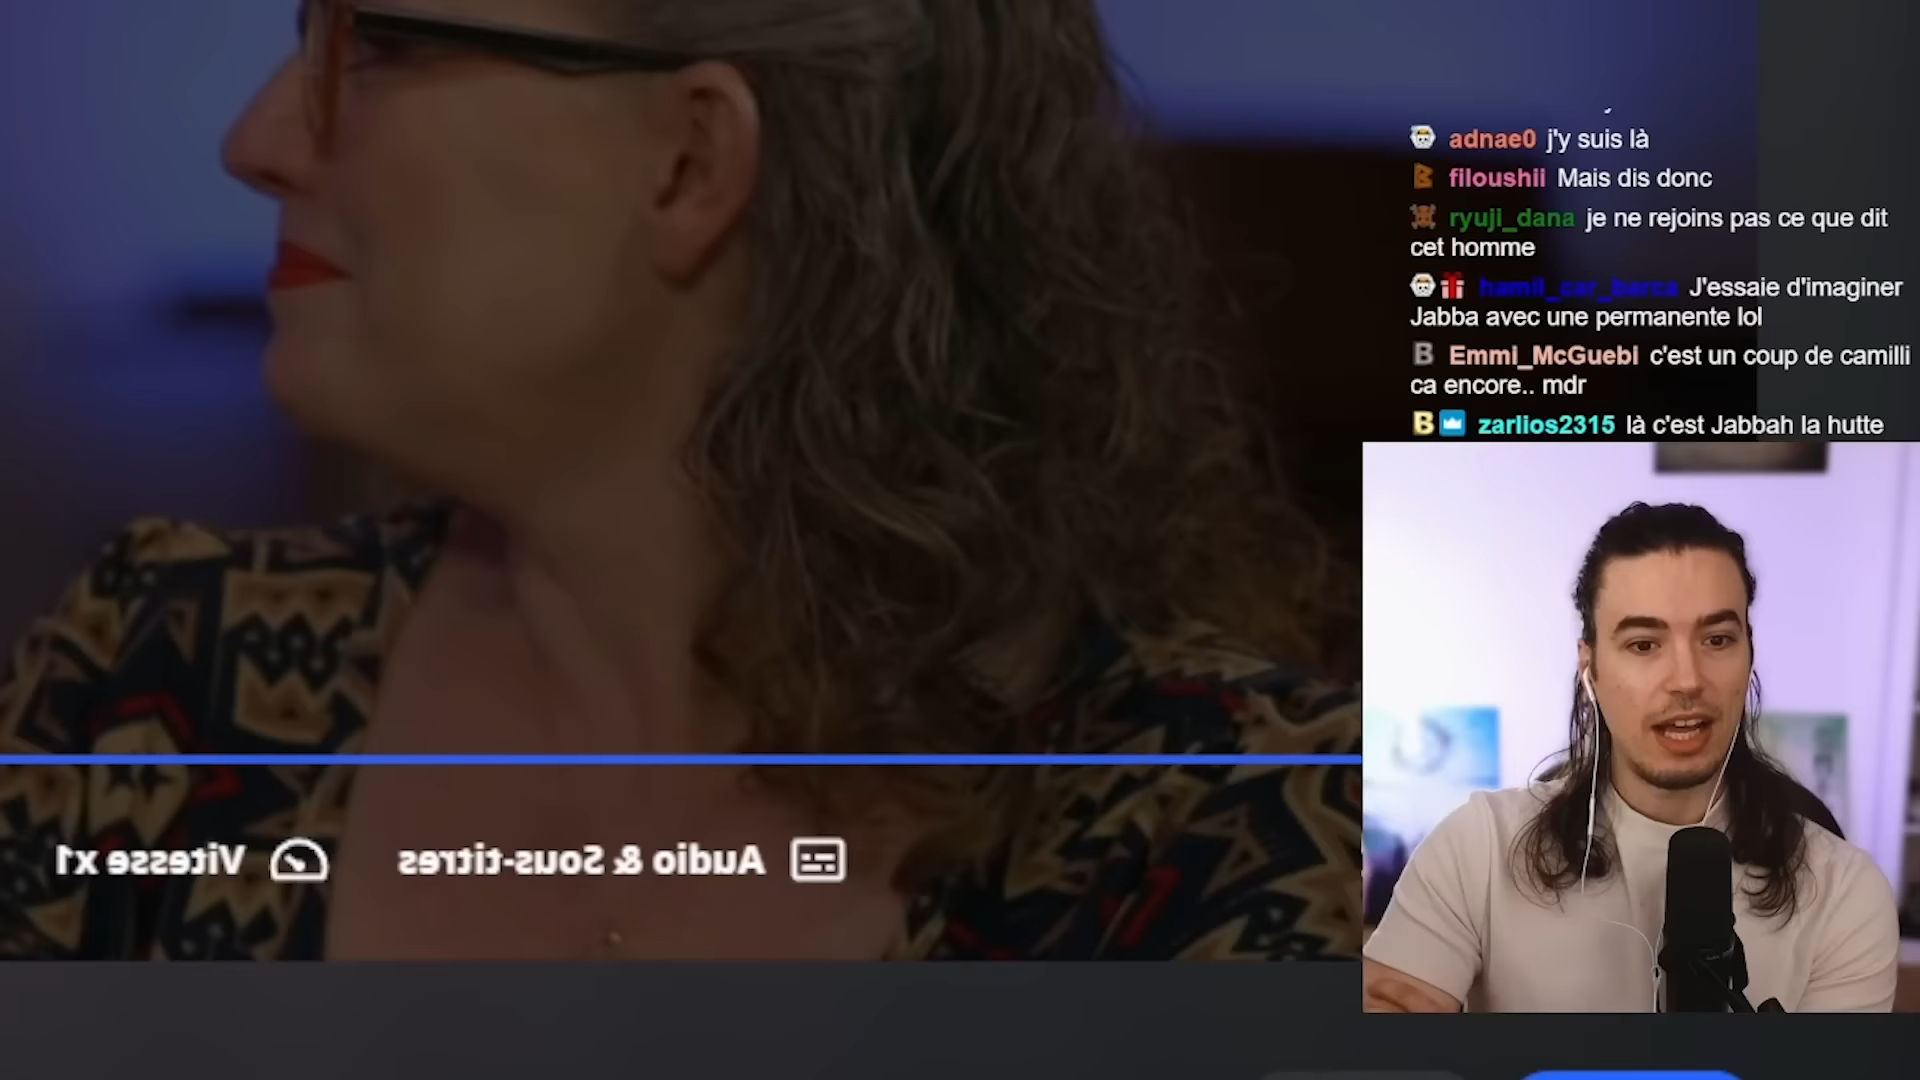 adnae0 j'y suis là
filoushii Mais dis donc
ryuji_dana je ne rejoins pas ce que dit
cet homme
hamil_car_barca J'essaie d'imaginer
Jabba avec une permanente lol
Emmi_McGuebi c'est un coup de camilli
ca encore.. mdr
zarlios2315 là c'est Jabbah la hutte
Vitesse x1
Audio & Sous-titres